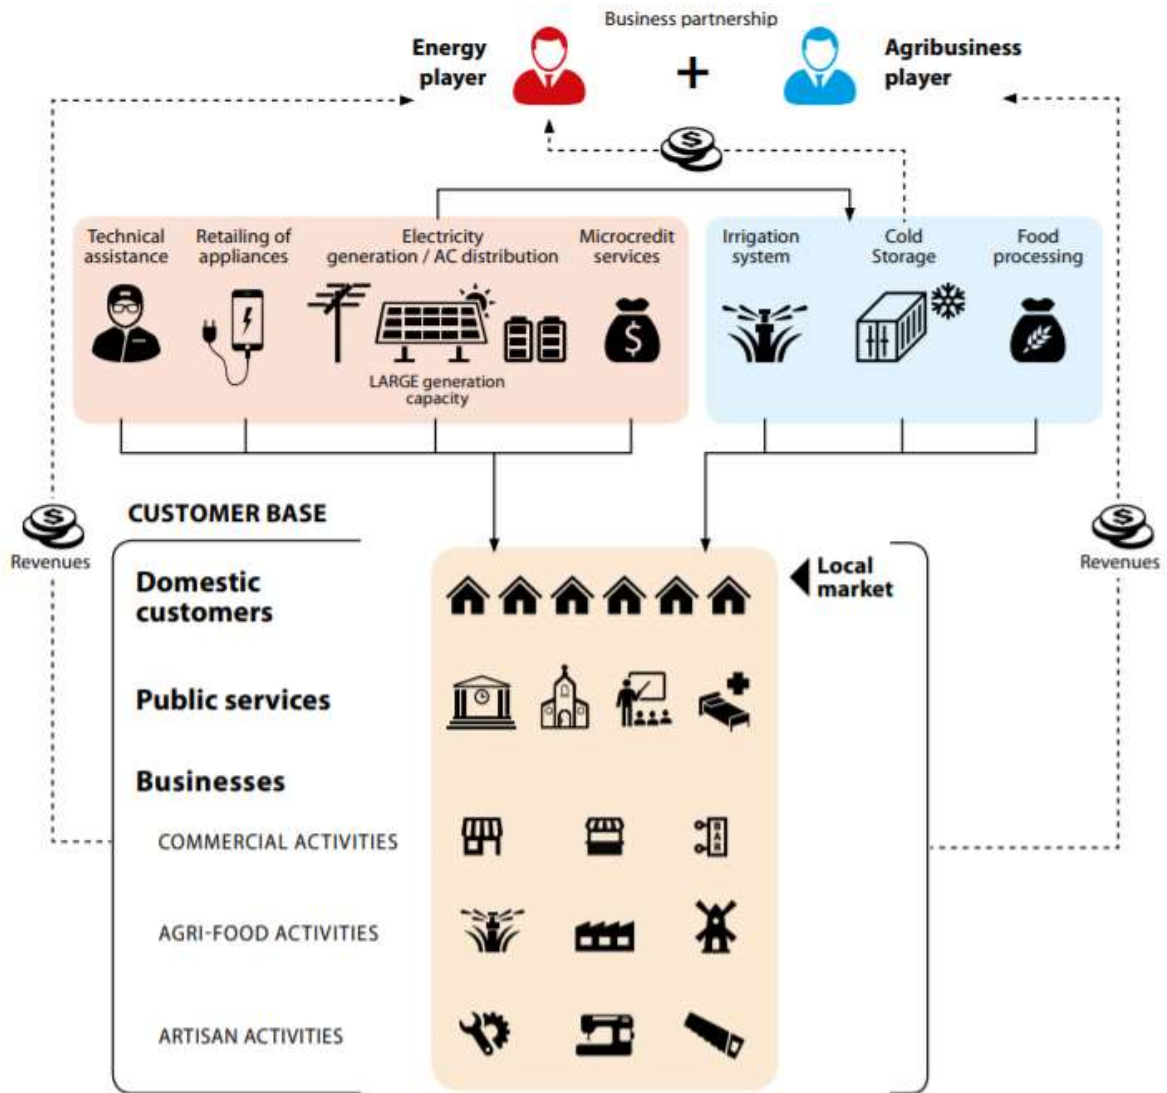 Business partnership
Energy
player
+
Agribusiness
player
$
Technical
assistance
Retailing of
appliances
Electricity
generation / AC distribution
Microcredit
services
Irrigation
system
Cold
Storage
Food
processing
$
LARGE generation
capacity
CUSTOMER BASE
$
Revenues
$
Revenues
Domestic
customers
Local
market
Public services
Businesses
COMMERCIAL ACTIVITIES
BAR
AGRI-FOOD ACTIVITIES
ARTISAN ACTIVITIES